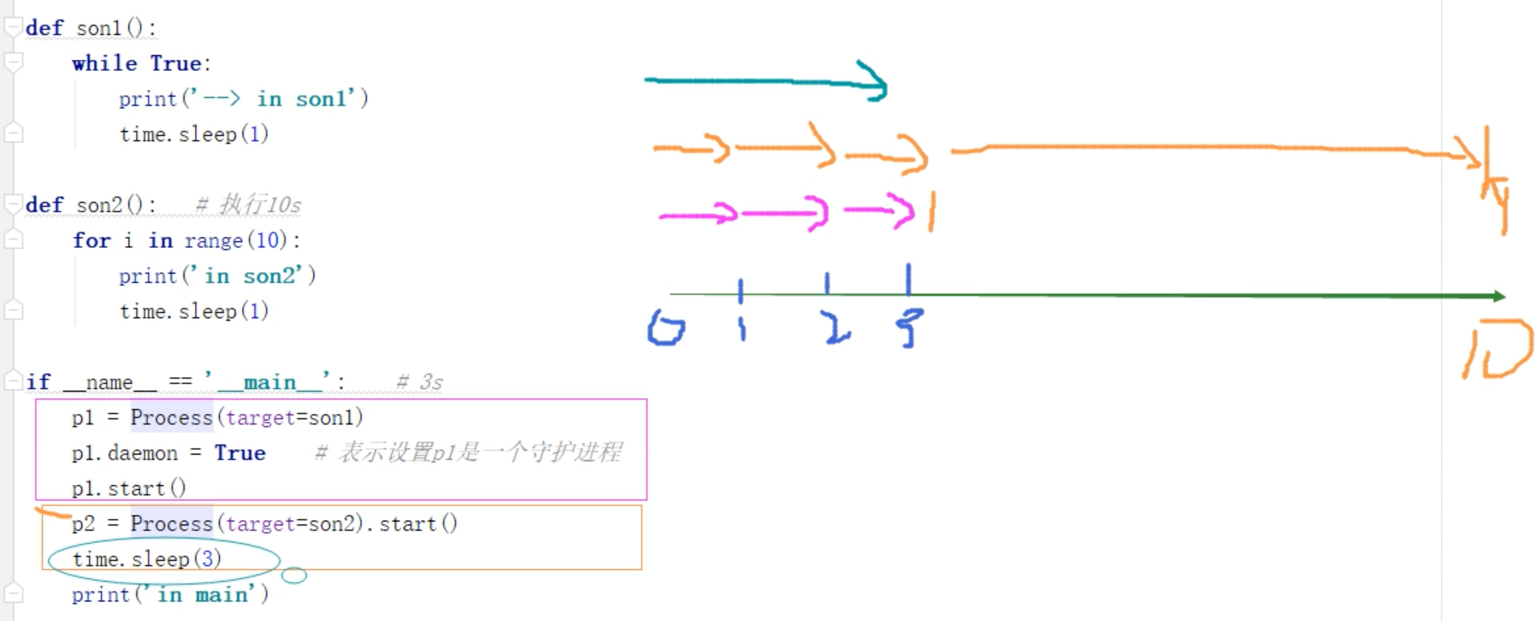 def son1():
    while True:
        print('--> in son1')
        time.sleep(1)
def son2():   # 执行10s
    for i in range(10):
        print('in son2')
        time.sleep(1)
if __name__ == '__main__':    # 3s
    p1 = Process(target=son1)
    p1.daemon = True    # 表示设置p1是一个守护进程
    p1.start()
    p2 = Process(target=son2).start()
    time.sleep(3)
    print('in main')
0 1 2 3
10